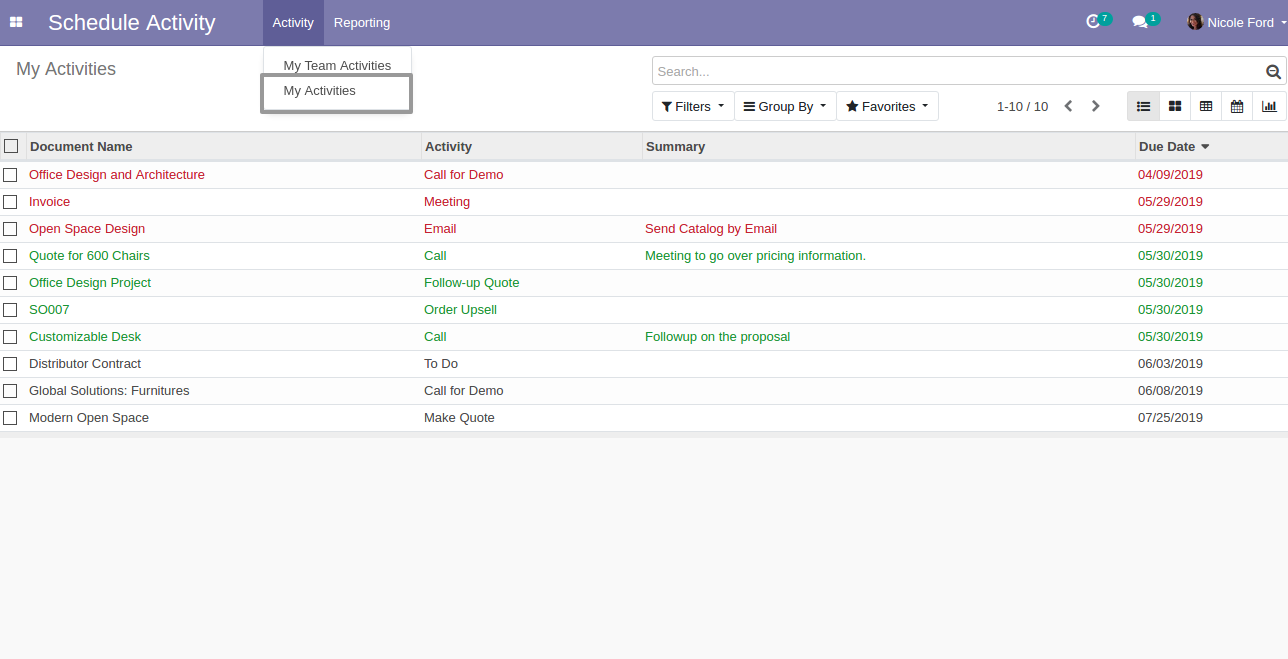 Schedule Activity Activity Reporting 7 1 Nicole Ford
My Activities
My Team Activities
My Activities
Search...
Filters Group By Favorites 1-10 / 10
Document Name Activity Summary Due Date
Office Design and Architecture Call for Demo 04/09/2019
Invoice Meeting 05/29/2019
Open Space Design Email Send Catalog by Email 05/29/2019
Quote for 600 Chairs Call Meeting to go over pricing information. 05/30/2019
Office Design Project Follow-up Quote 05/30/2019
SO007 Order Upsell 05/30/2019
Customizable Desk Call Followup on the proposal 05/30/2019
Distributor Contract To Do 06/03/2019
Global Solutions: Furnitures Call for Demo 06/08/2019
Modern Open Space Make Quote 07/25/2019